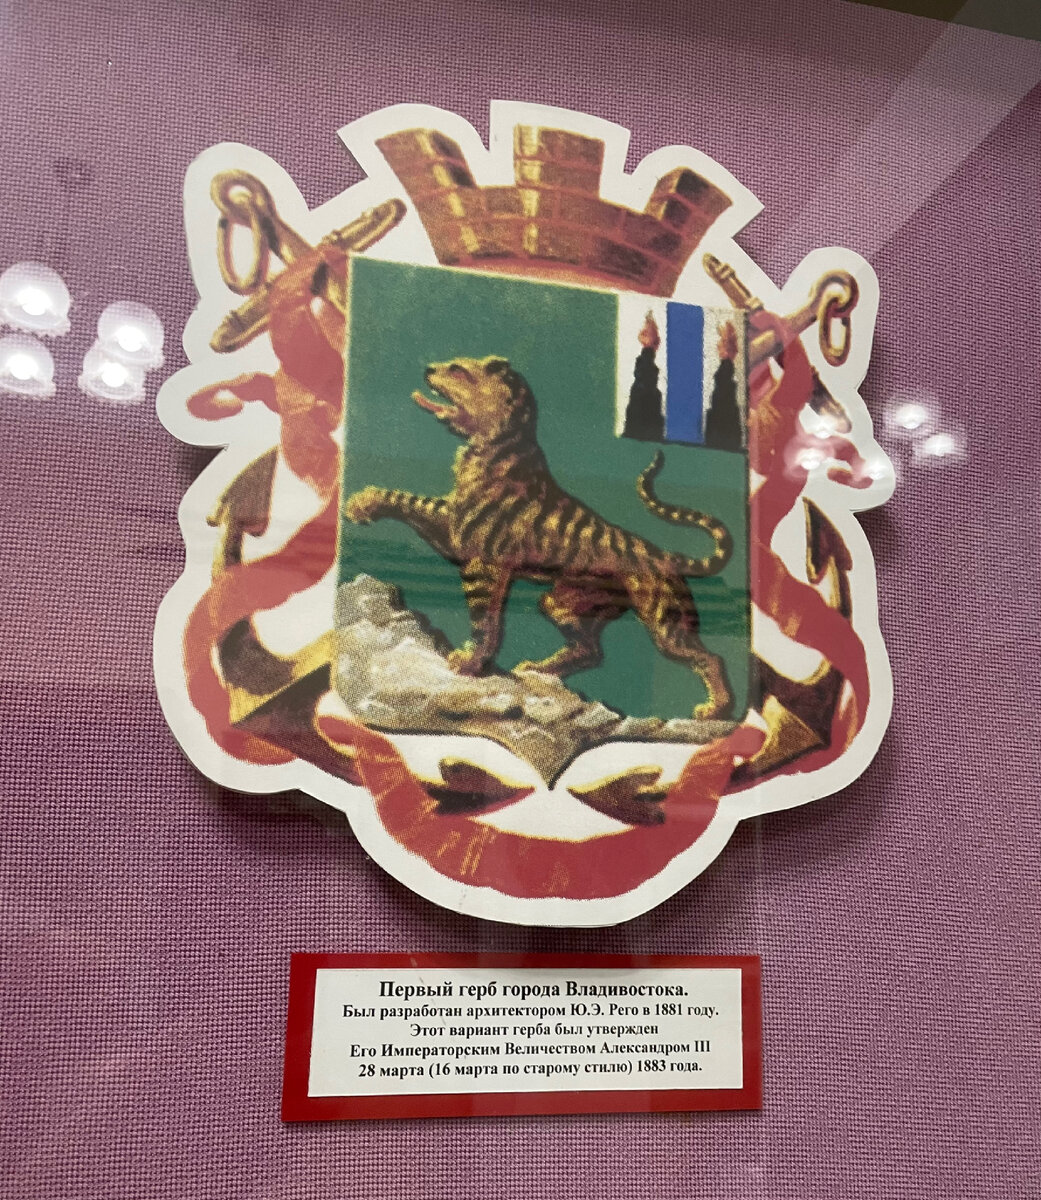 Первый герб города Владивостока.
Был разработан архитектором Ю.Э. Рего в 1881 году.
Этот вариант герба был утвержден
Его Императорским Величеством Александром III
28 марта (16 марта по старому стилю) 1883 года.